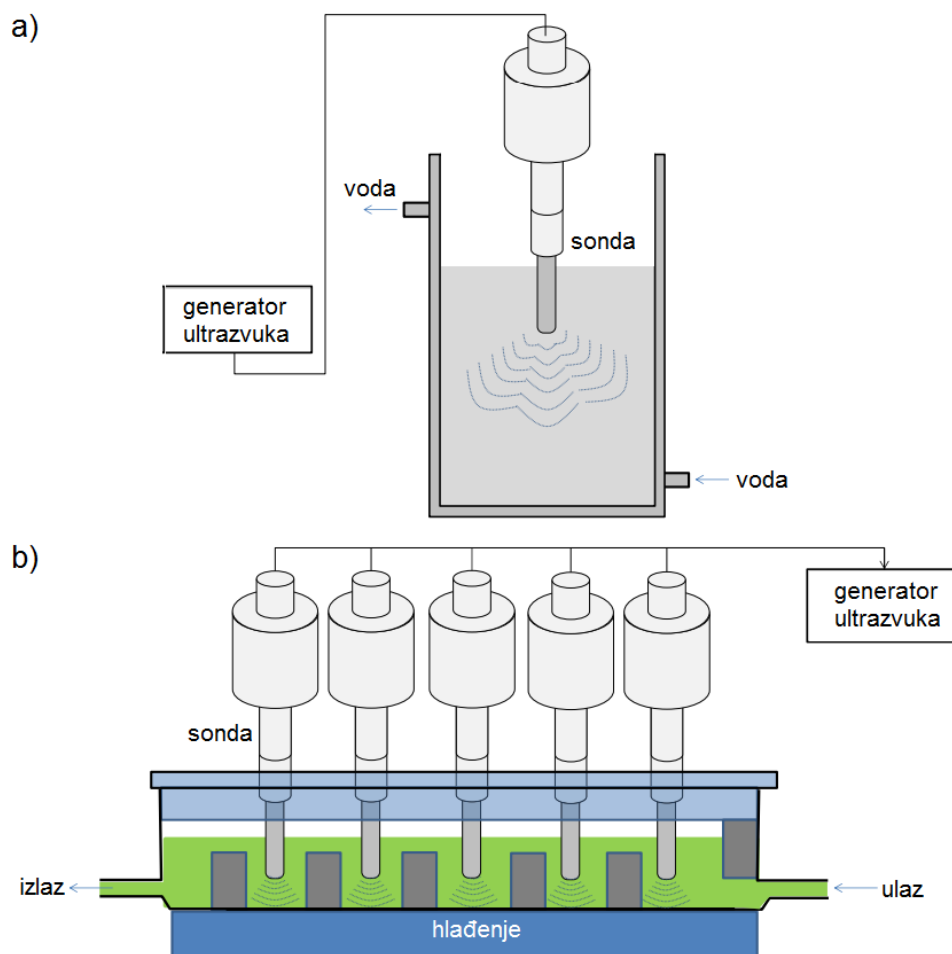 a)
voda
sonda
generator
ultrazvuka
voda
b)
generator
ultrazvuka
sonda
izlaz
ulaz
hlađenje